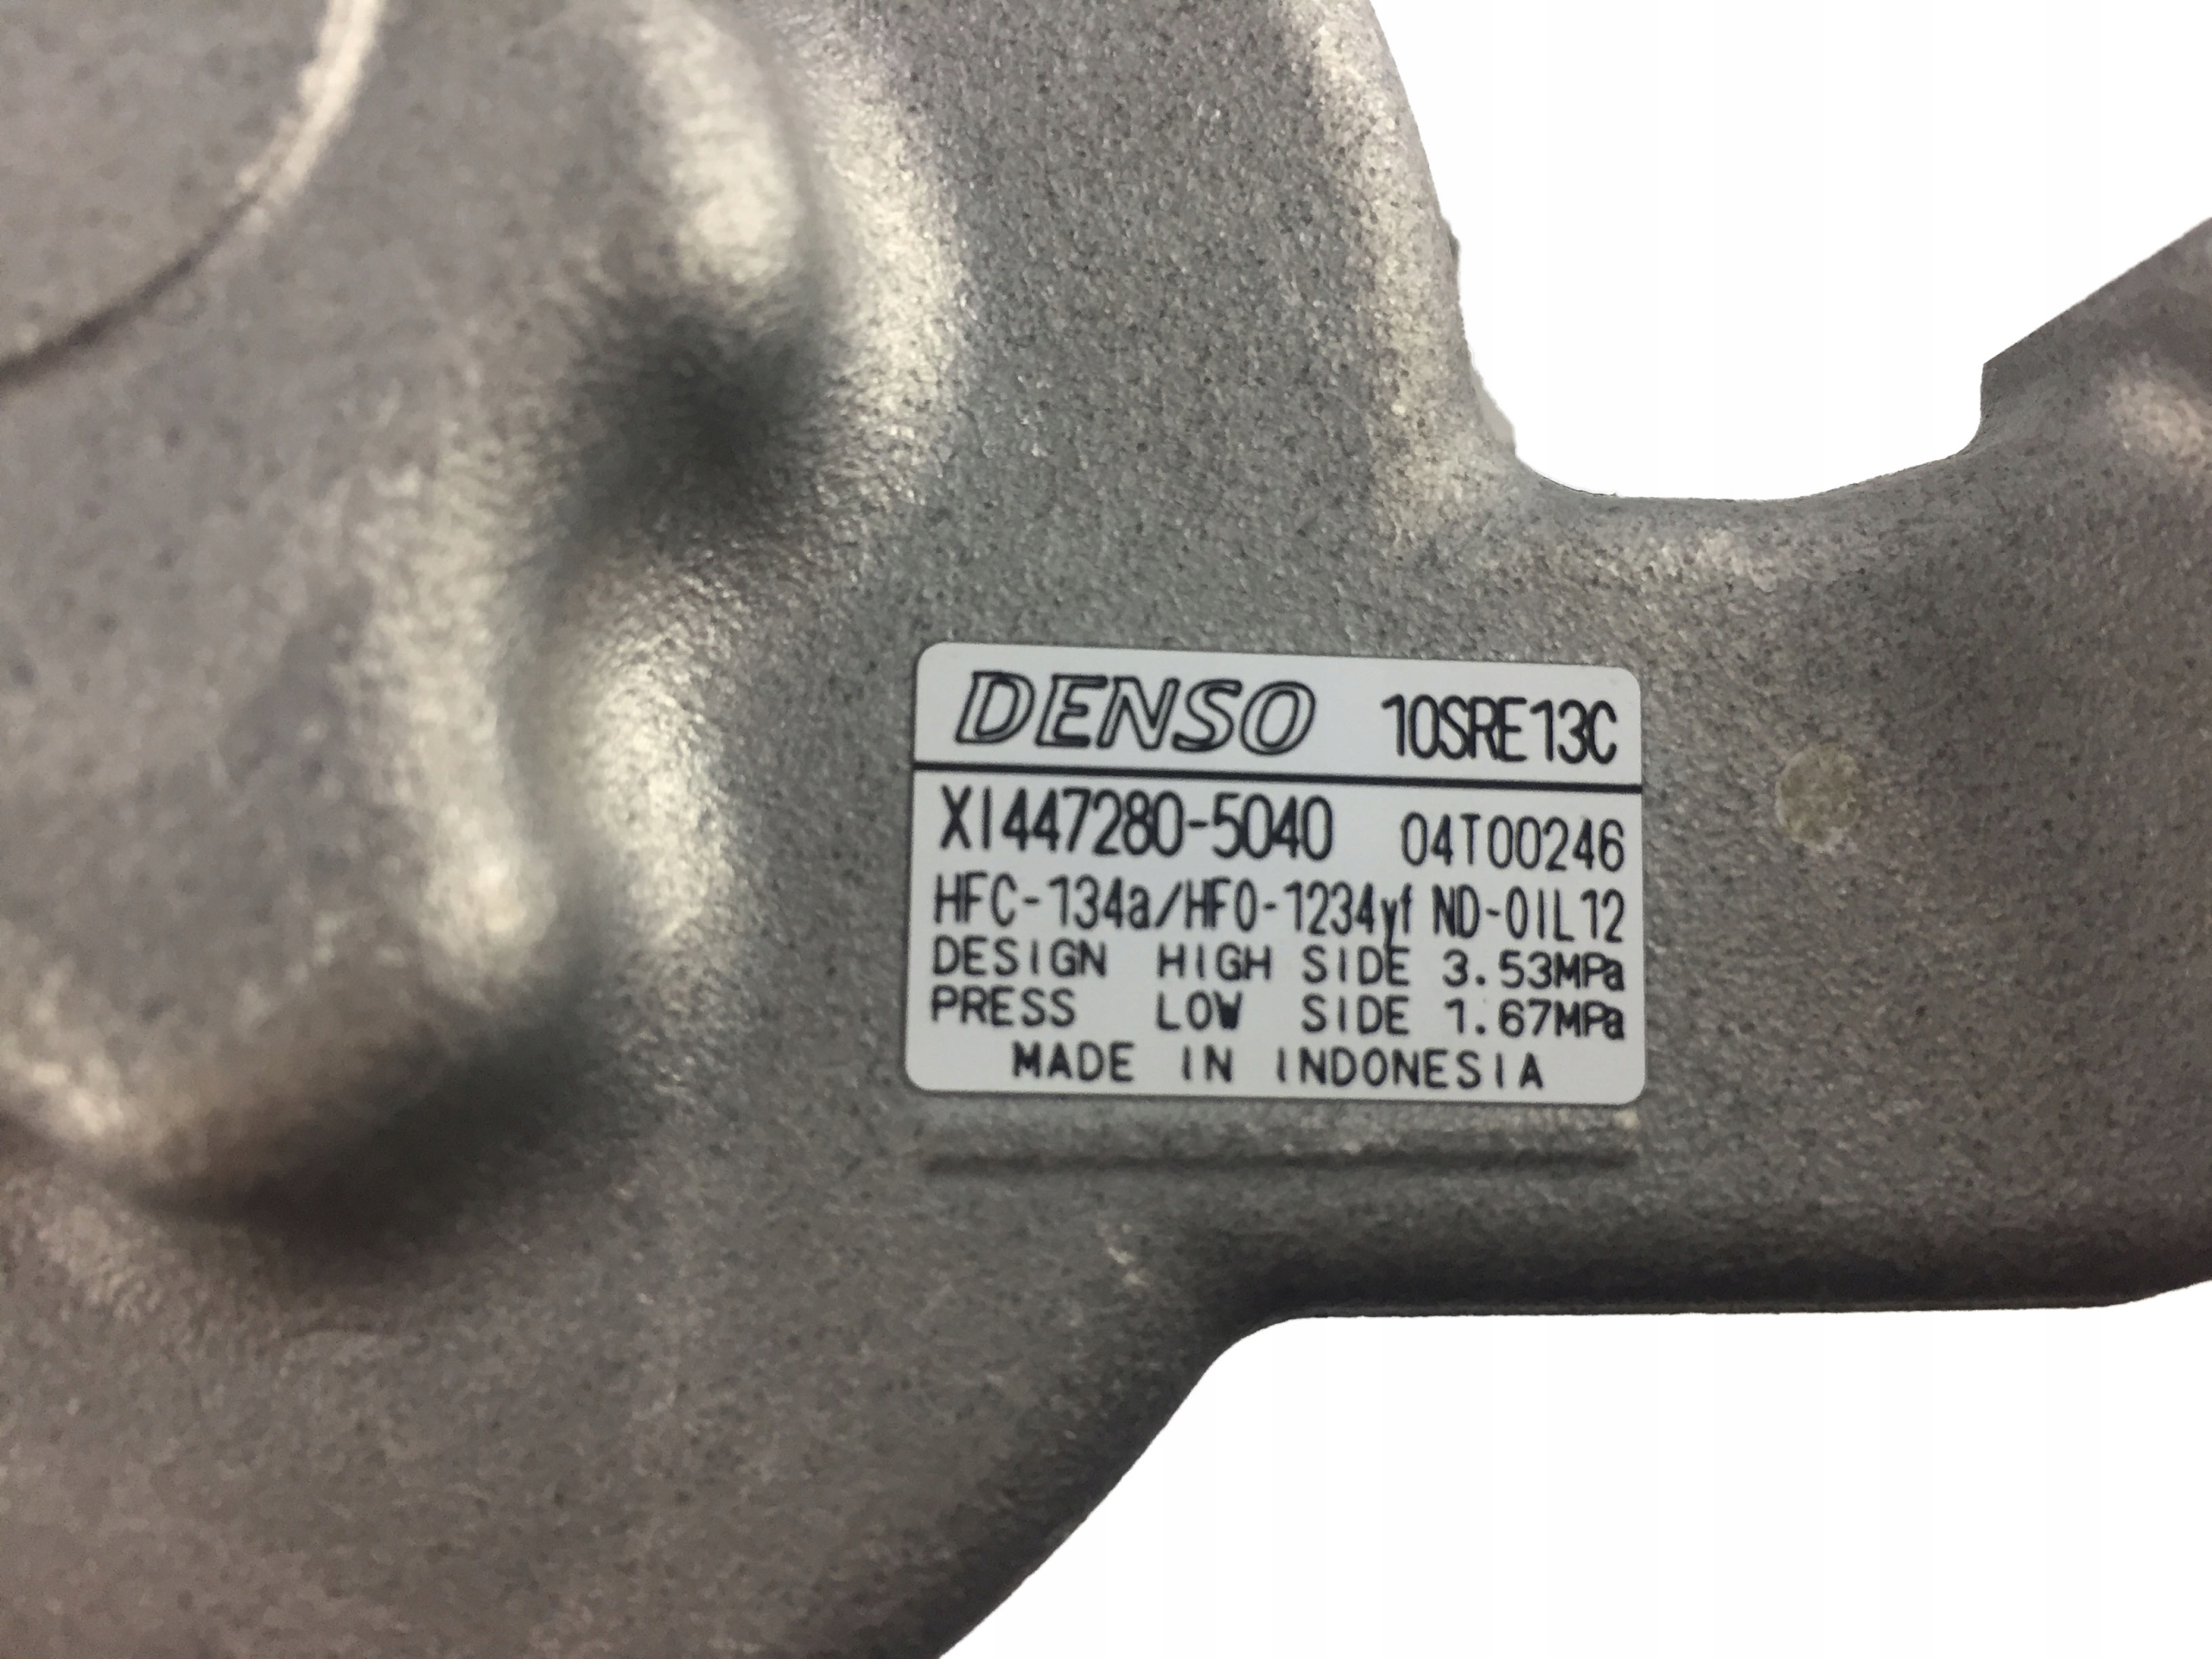 DENSO 10SRE13C
XI447280-5040 04T00246
HFC-134a/HFO-1234yf ND-OIL12
DESIGN HIGH SIDE 3.53MPa
PRESS LOW SIDE 1.67MPa
MADE IN INDONESIA